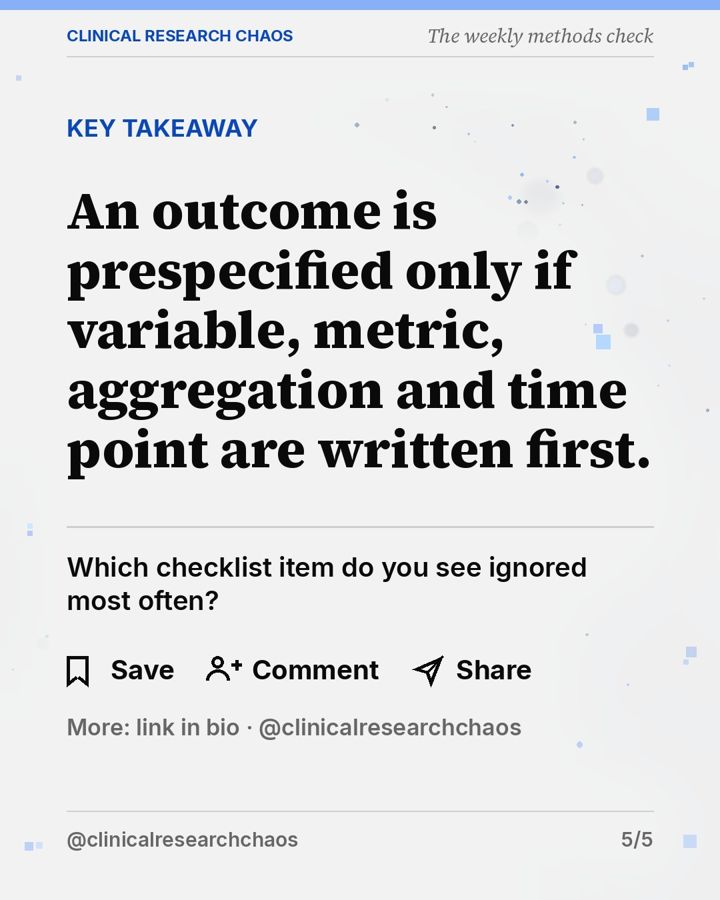 CLINICAL RESEARCH CHAOS
The weekly methods check
KEY TAKEAWAY
An outcome is
prespecified only if
variable, metric,
aggregation and time
point are written first.
Which checklist item do you see ignored
most often?
Save Comment Share
More: link in bio · @clinicalresearchchaos
@clinicalresearchchaos
5/5